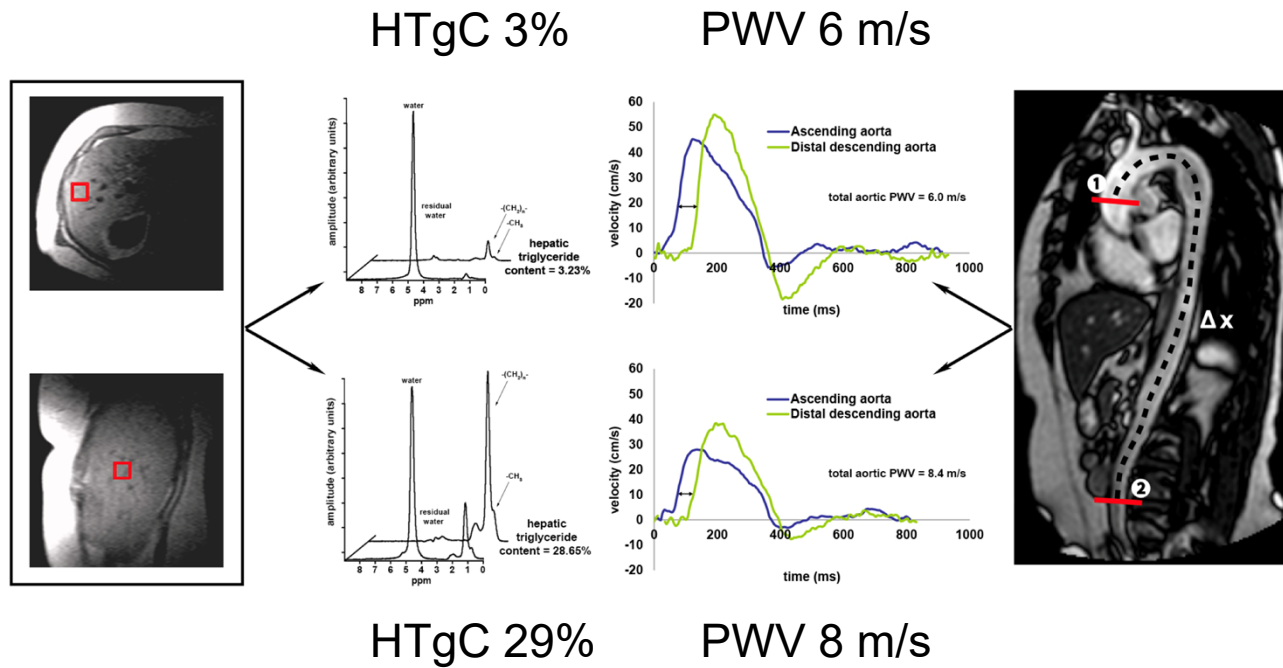 HTgC 3%
PWV 6 m/s
water
amplitude (arbitrary units)
residual
water
-(CH2)n-
-CH3
hepatic
triglyceride
content = 3.23%
8 7 6 5 4 3 2 1 0
ppm
60
50
40
30
20
10
0
-10
-20
velocity (cm/s)
Ascending aorta
Distal descending aorta
total aortic PWV = 6.0 m/s
0 200 400 600 800 1000
time (ms)
1
Δx
2
water
amplitude (arbitrary units)
residual
water
-(CH2)n-
-CH3
hepatic
triglyceride
content = 28.65%
8 7 6 5 4 3 2 1 0
ppm
60
50
40
30
20
10
0
-10
-20
velocity (cm/s)
Ascending aorta
Distal descending aorta
total aortic PWV = 8.4 m/s
0 200 400 600 800 1000
time (ms)
HTgC 29%
PWV 8 m/s